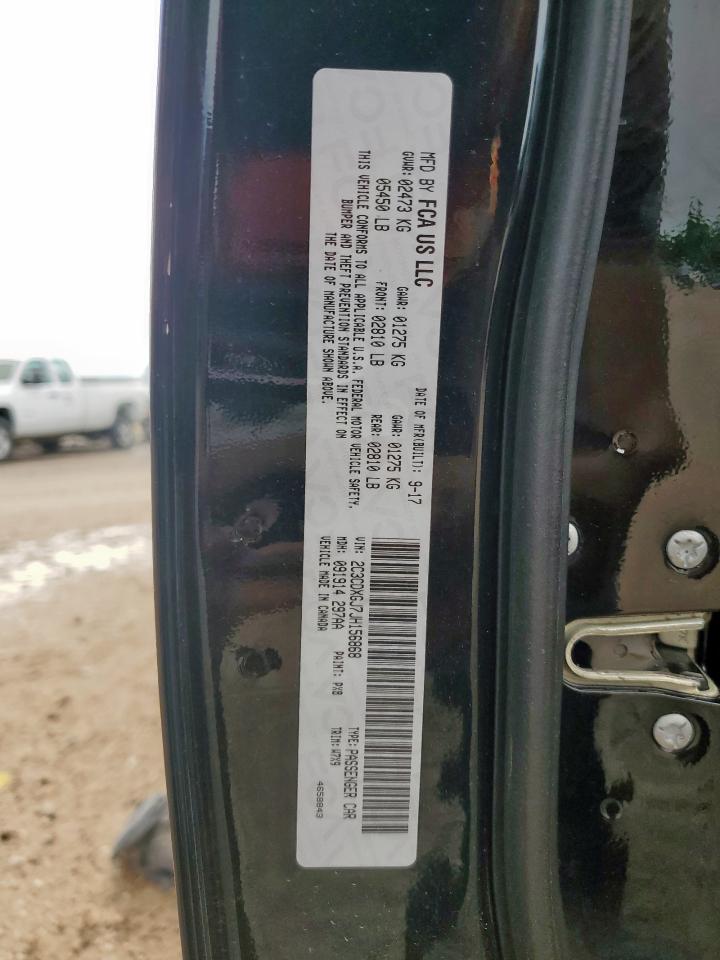 MFD BY FCA US LLC
DATE OF MFR(BUILT): 9-17
GVWR: 02473 KG GAWR: 01275 KG GAWR: 01275 KG
05450 LB FRONT: 02810 LB REAR: 02810 LB
THIS VEHICLE CONFORMS TO ALL APPLICABLE U.S.A. FEDERAL MOTOR VEHICLE SAFETY,
BUMPER AND THEFT PREVENTION STANDARDS IN EFFECT ON
THE DATE OF MANUFACTURE SHOWN ABOVE.
VIN: 2C3CDXGJ7JH156868
TYPE: PASSENGER CAR
MDH: 091914 297AA PAINT: PX8 TRIM: W7X9
VEHICLE MADE IN CANADA
4658843